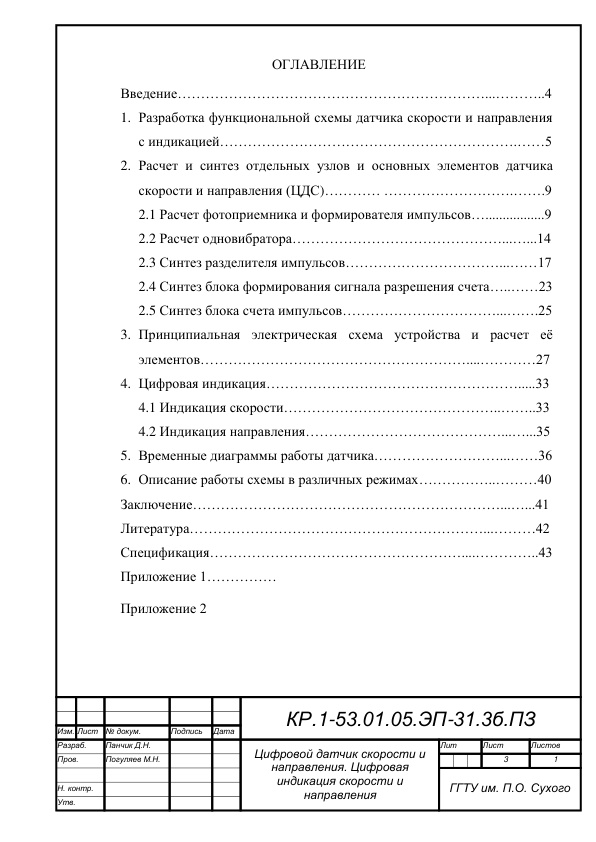 ОГЛАВЛЕНИЕ
Введение…………………………………………………………...………..4
1. Разработка функциональной схемы датчика скорости и направления
с индикацией…………………………………………………………….……5
2. Расчет и синтез отдельных узлов и основных элементов датчика
скорости и направления (ЦДС)………… ……………………….…….9
2.1 Расчет фотоприемника и формирователя импульсов….................9
2.2 Расчет одновибратора………………………………………...…...14
2.3 Синтез разделителя импульсов……………………………...……17
2.4 Синтез блока формирования сигнала разрешения счета…..……23
2.5 Синтез блока счета импульсов……………………………...…….25
3. Принципиальная электрическая схема устройства и расчет её
элементов…………………………………………………....…………27
4. Цифровая индикация……………………………………………….....33
4.1 Индикация скорости………………………………………..……..33
4.2 Индикация направления……………………………………...…...35
5. Временные диаграммы работы датчика………………………...……36
6. Описание работы схемы в различных режимах……………..………40
Заключение…………………………………………………………...…...41
Литература………………………………………………………...………42
Спецификация……………………………………………………....…………..43
Приложение 1……………
Приложение 2
КР.1-53.01.05.ЭП-31.3б.ПЗ
Изм. Лист № докум. Подпись Дата
Разраб. Панчик Д.Н.
Пров. Погуляев М.Н.
Н. контр.
Утв.
Цифровой датчик скорости и
направления. Цифровая
индикация скорости и
направления
Лит Лист Листов
3 1
ГГТУ им. П.О. Сухого